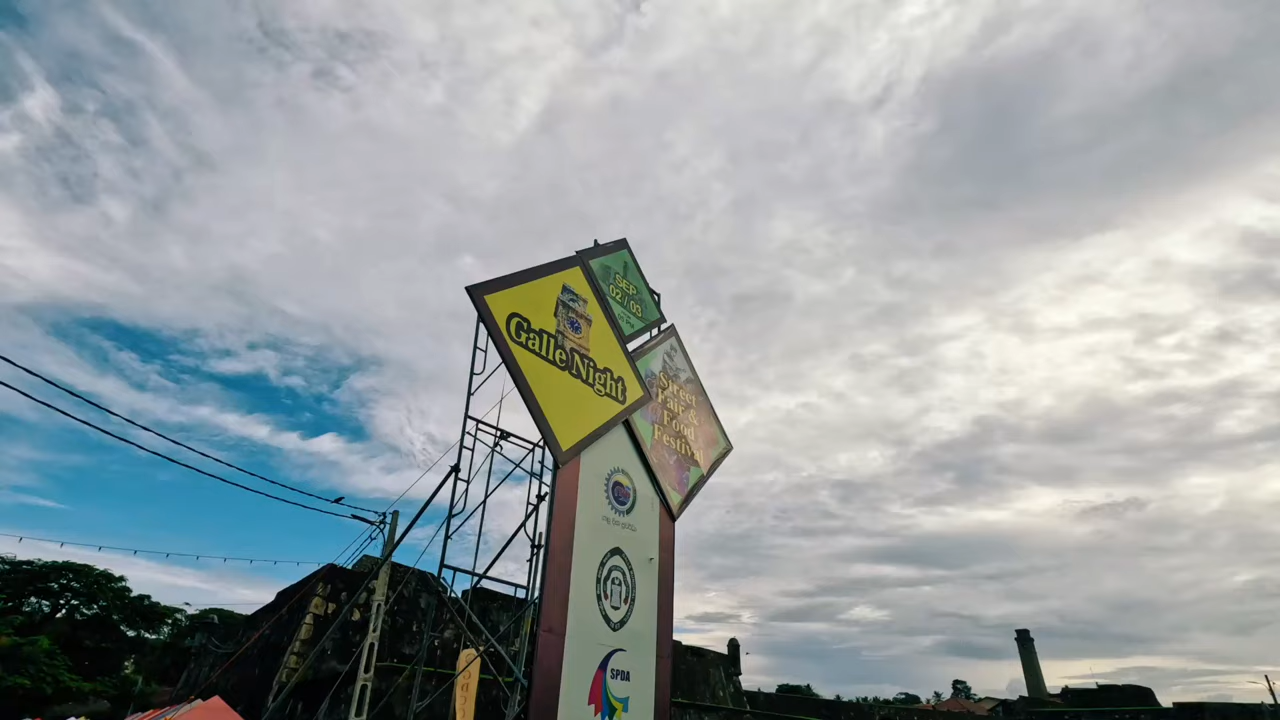 Galle Night
SEP
02 / 03
Street
Fair &
Food
Festival
SPDA